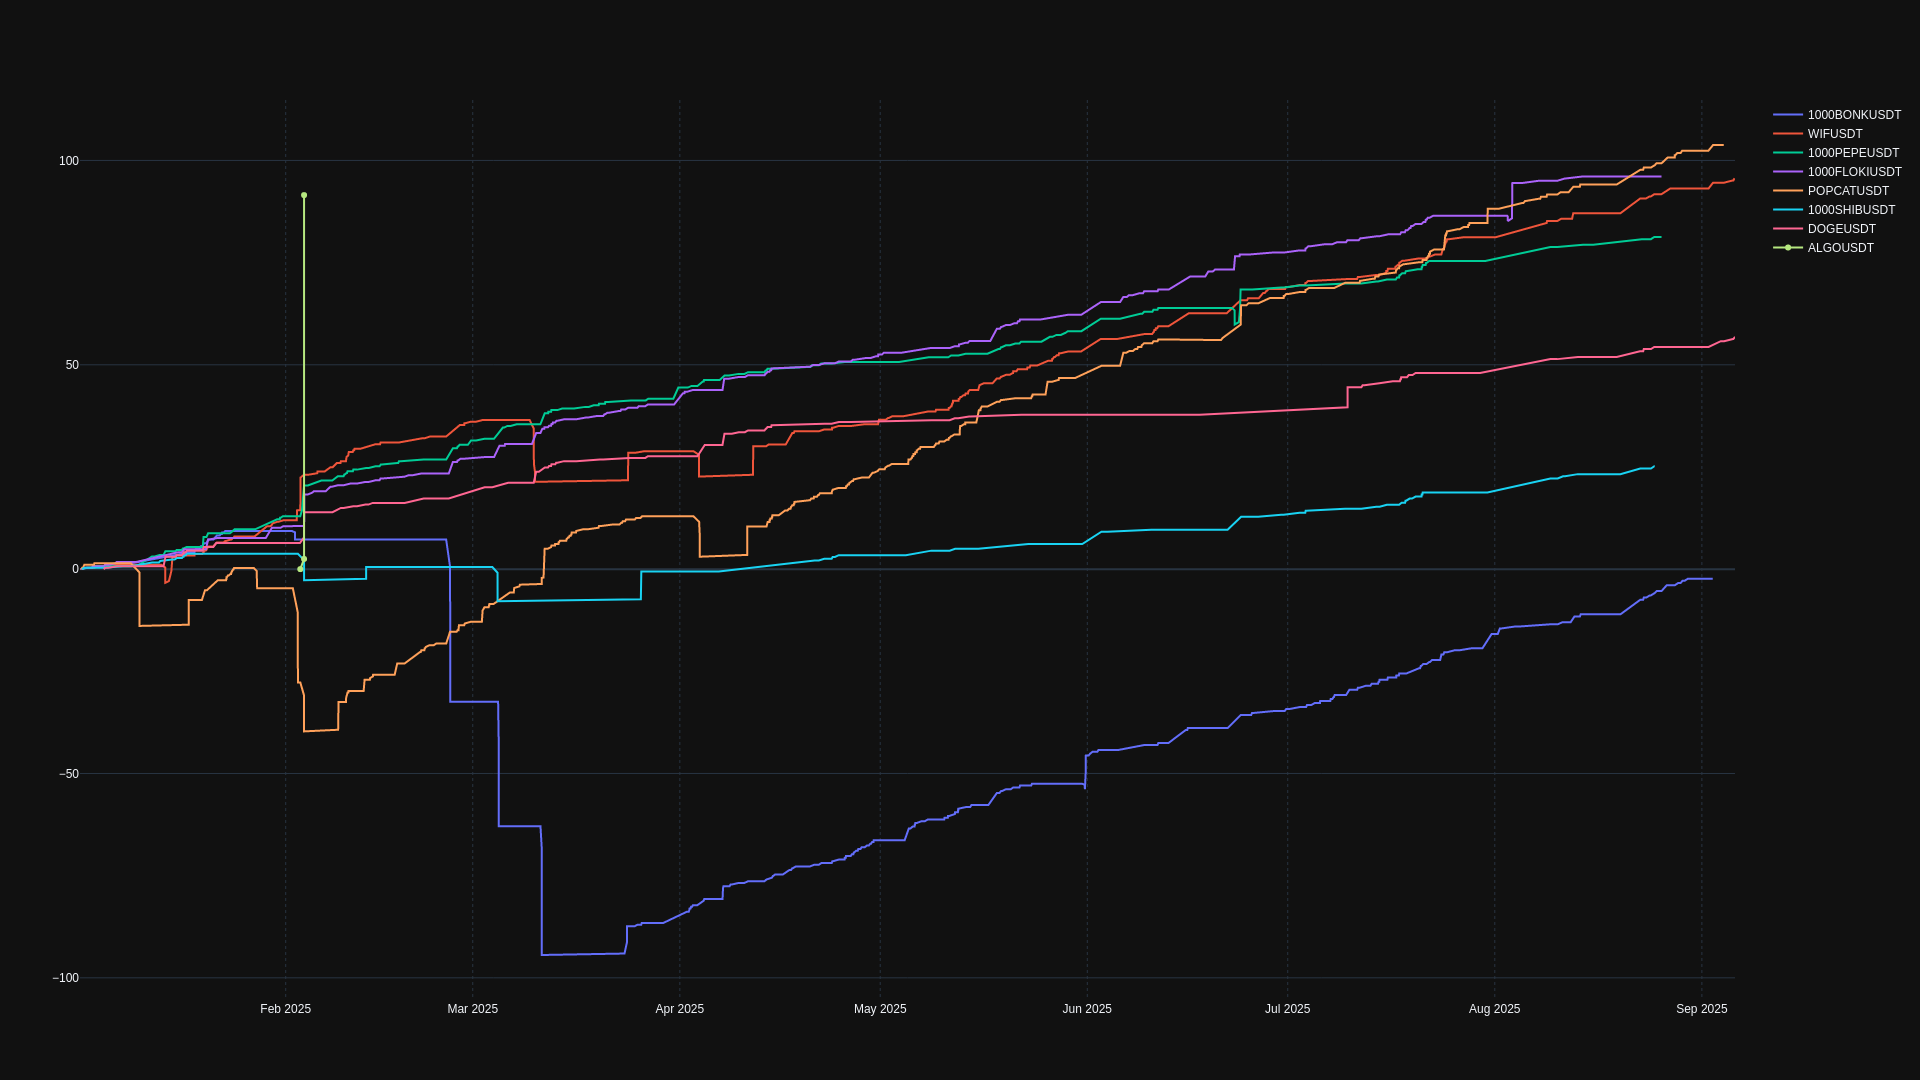 1000BONKUSDT
WIFUSDT
1000PEPEUSDT
1000FLOKIUSDT
POPCATUSDT
1000SHIBUSDT
DOGEUSDT
ALGOUSDT
100
50
0
−50
−100
Feb 2025
Mar 2025
Apr 2025
May 2025
Jun 2025
Jul 2025
Aug 2025
Sep 2025